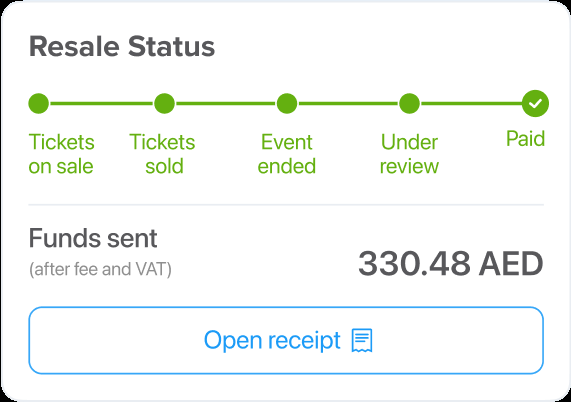 Resale Status
Tickets
on sale
Tickets
sold
Event
ended
Under
review
Paid
Funds sent
(after fee and VAT)
330.48 AED
Open receipt